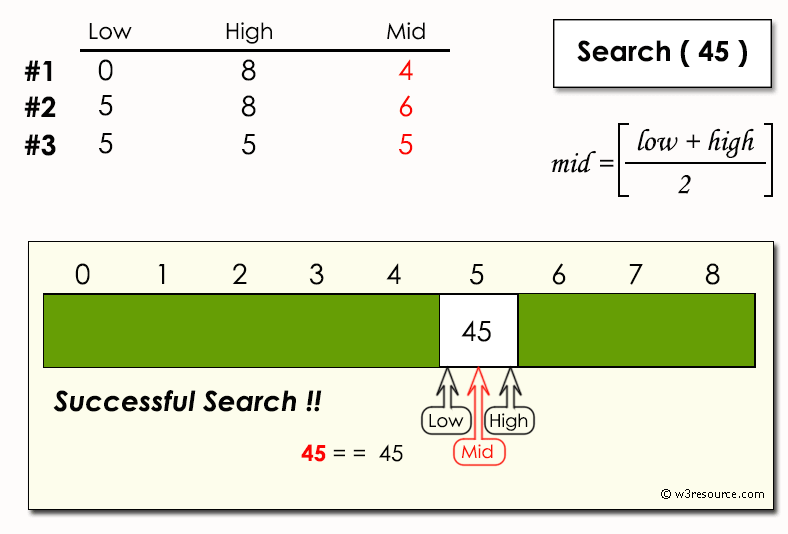 Low High Mid
#1 0 8 4
#2 5 8 6
#3 5 5 5
Search ( 45 )
mid = [ low + high
2 ]
0 1 2 3 4 5 6 7 8
45
Successful Search !!
Low High
Mid
45 = = 45
© w3resource.com